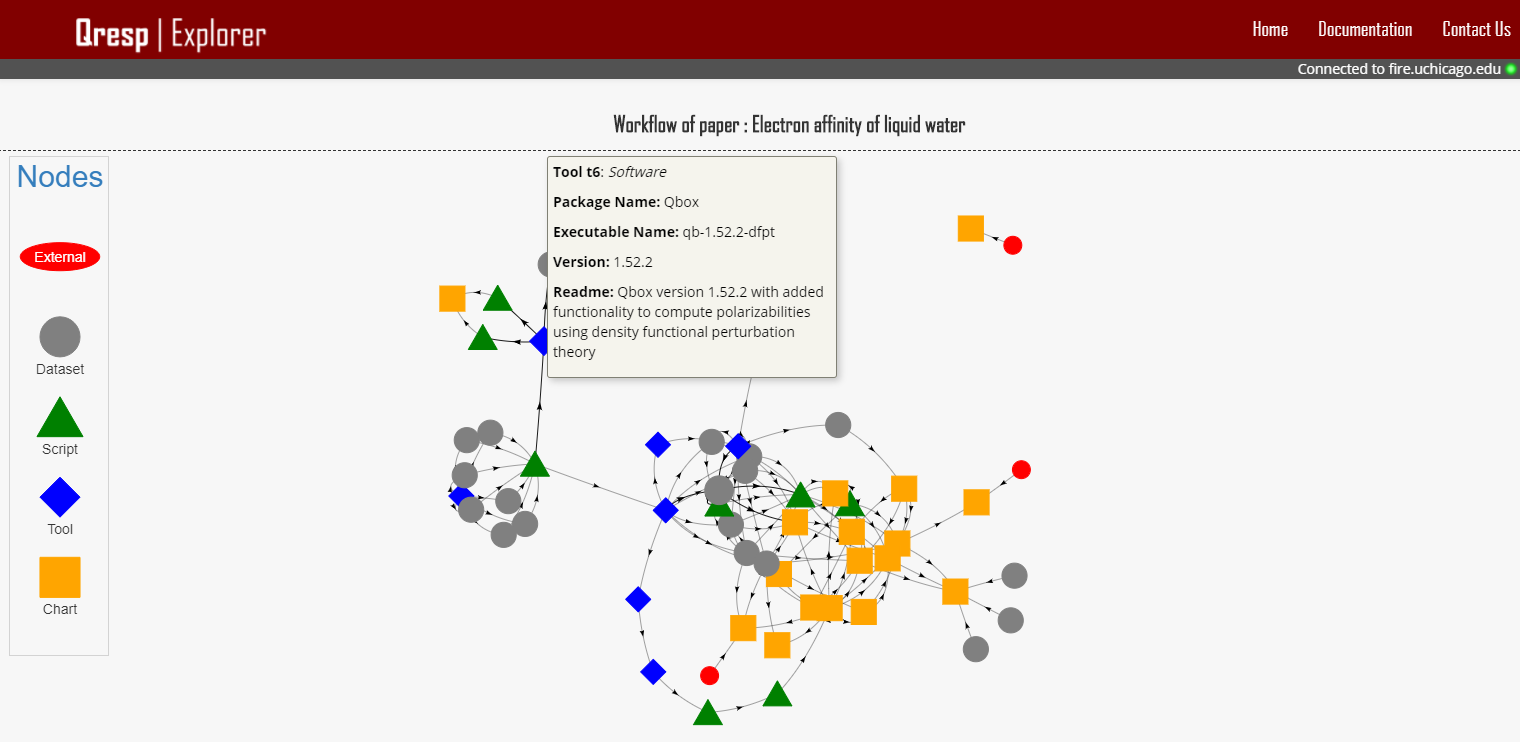 Qresp | Explorer
Home Documentation Contact Us
Connected to fire.uchicago.edu
Workflow of paper : Electron affinity of liquid water
Nodes
External
Dataset
Script
Tool
Chart
Tool t6: Software
Package Name: Qbox
Executable Name: qb-1.52.2-dfpt
Version: 1.52.2
Readme: Qbox version 1.52.2 with added
functionality to compute polarizabilities
using density functional perturbation
theory